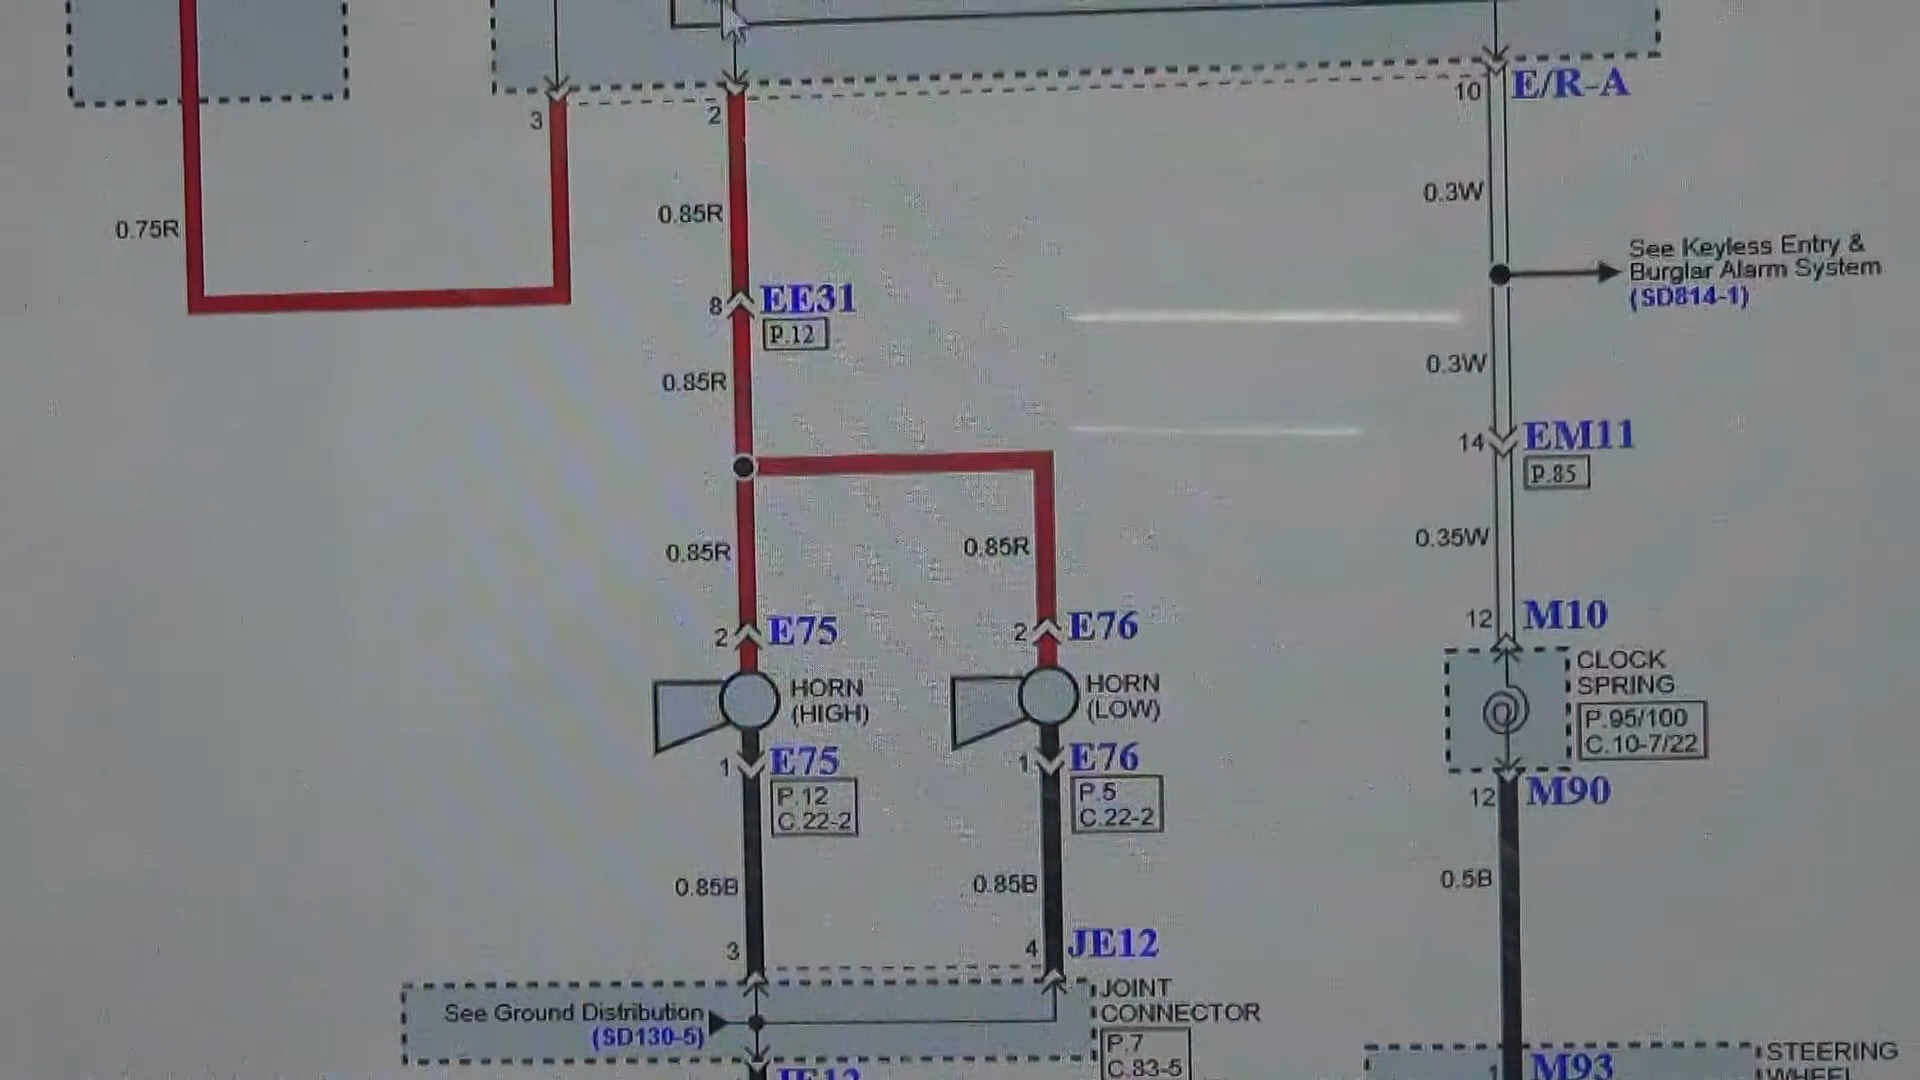 E/R-A
10
3
2
0.3W
0.75R
0.85R
See Keyless Entry &
Burglar Alarm System
(SD814-1)
8
EE31
P.12
0.85R
0.3W
14
EM11
P.85
0.85R
0.85R
0.35W
2
E75
2
E76
12
M10
HORN
(HIGH)
HORN
(LOW)
CLOCK
SPRING
P.95/100
C.10-7/22
1
E75
P.12
C.22-2
1
E76
P.5
C.22-2
12
M90
0.85B
0.85B
0.5B
3
4
JE12
See Ground Distribution
(SD130-5)
JOINT
CONNECTOR
P.7
C.83-5
JE12
1
M93
STEERING
WHEEL